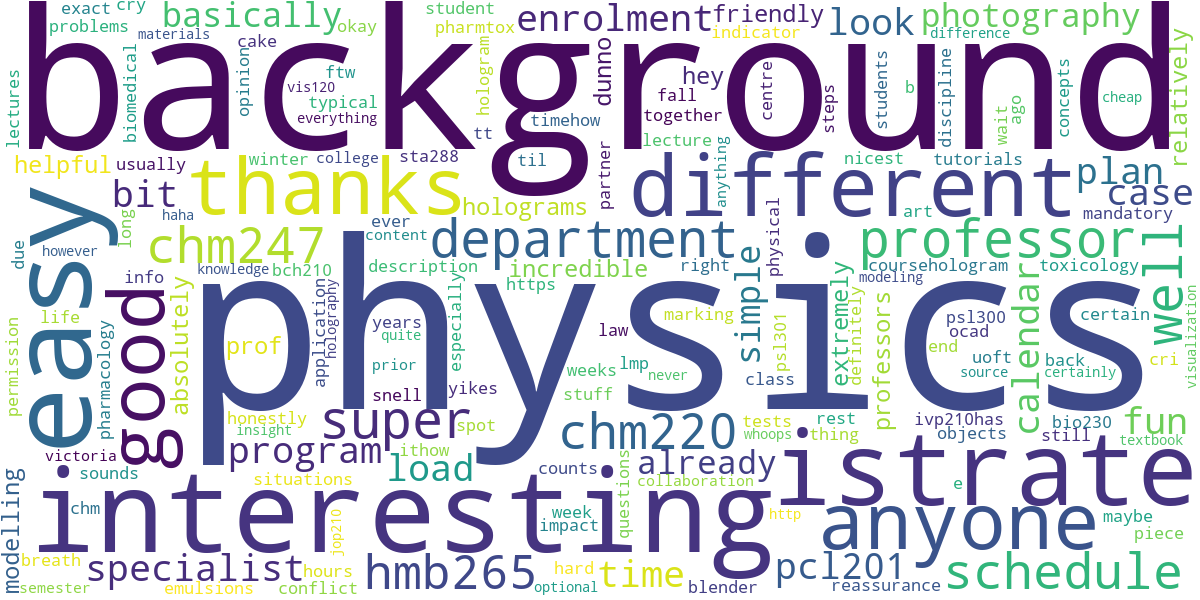 exact
cry
basically
student
enrolment
friendly
look
photography
problems
okay
pharmtox
indicator
difference
materials
cake
background
lectures
biomedical
opinion
ftw
vis120
typical
everything
hologram
dunno
hey
fall
together
centre
steps
students
b
discipline
wait
ago
concepts
cheap
relatively
tt
timehow
lecture
helpful
usually
winter
college
sta288
til
partner
anything
nicest
tutorials
plan
bit
thanks
different
case
haha
long
ever
holograms
physical
art
mandatory
easy
due
however
chm247
content
department
professor
well
knowledge
bch210
description
incredible
right
simple
coursehologram
toxicology
info
https
modeling
calendar
good
life
absolutely
application
holography
years
especially
physics
law
marking
psl301
extremely
definitely
professors
psl300
certain
ocad
visualization
permission
pharmacology
prof
quite
prior
weeks
lmp
never
class
end
uoft
back
cri
source
certainly
snell
yikes
stuff
honestly
super
spot
chm220
tests
rest
ivp210has
bio230
fun
insight
whoops
thing
objects
still
textbook
victoria
program
ithow
load
counts
questions
already
istrate
modelling
sounds
situations
collaboration
e
interesting
chm
jop210
week
impact
http
anyone
maybe
piece
breath
specialist
hours
hmb265
hard
time
pcl201
schedule
semester
emulsions
conflict
optional
blender
reassurance